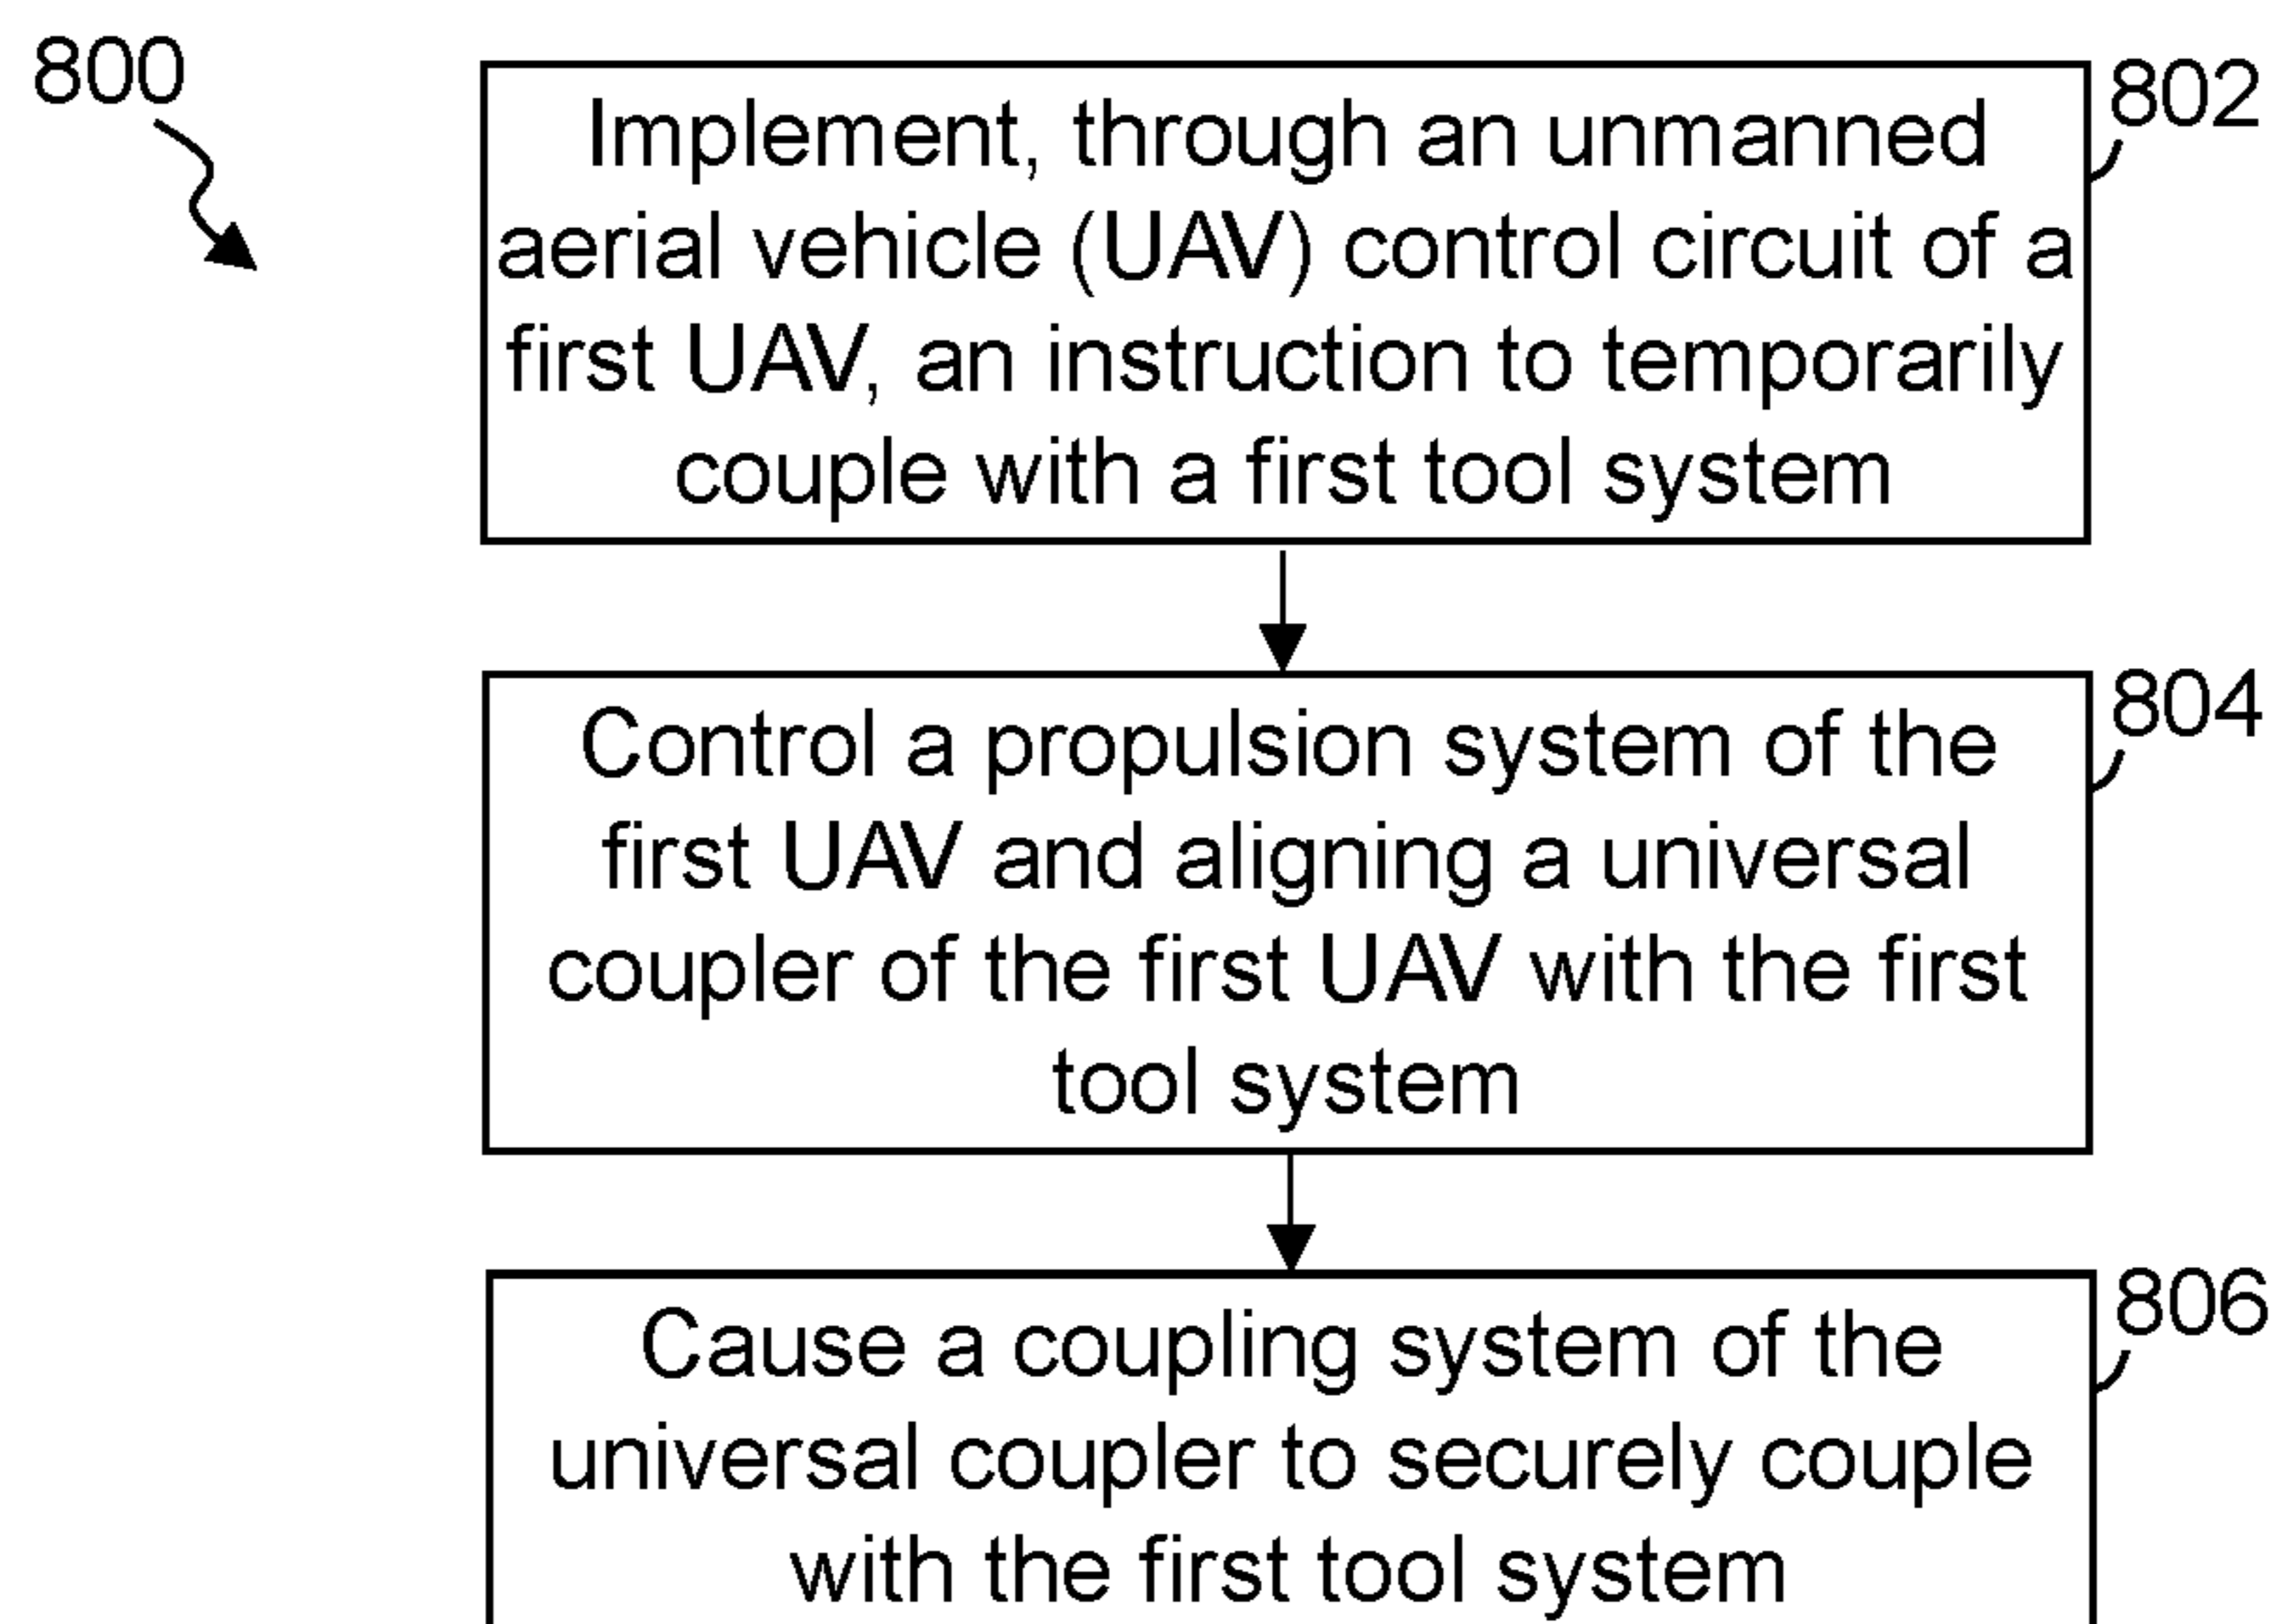 800
802
Implement, through an unmanned
aerial vehicle (UAV) control circuit of a
first UAV, an instruction to temporarily
couple with a first tool system
804
Control a propulsion system of the
first UAV and aligning a universal
coupler of the first UAV with the first
tool system
806
Cause a coupling system of the
universal coupler to securely couple
with the first tool system